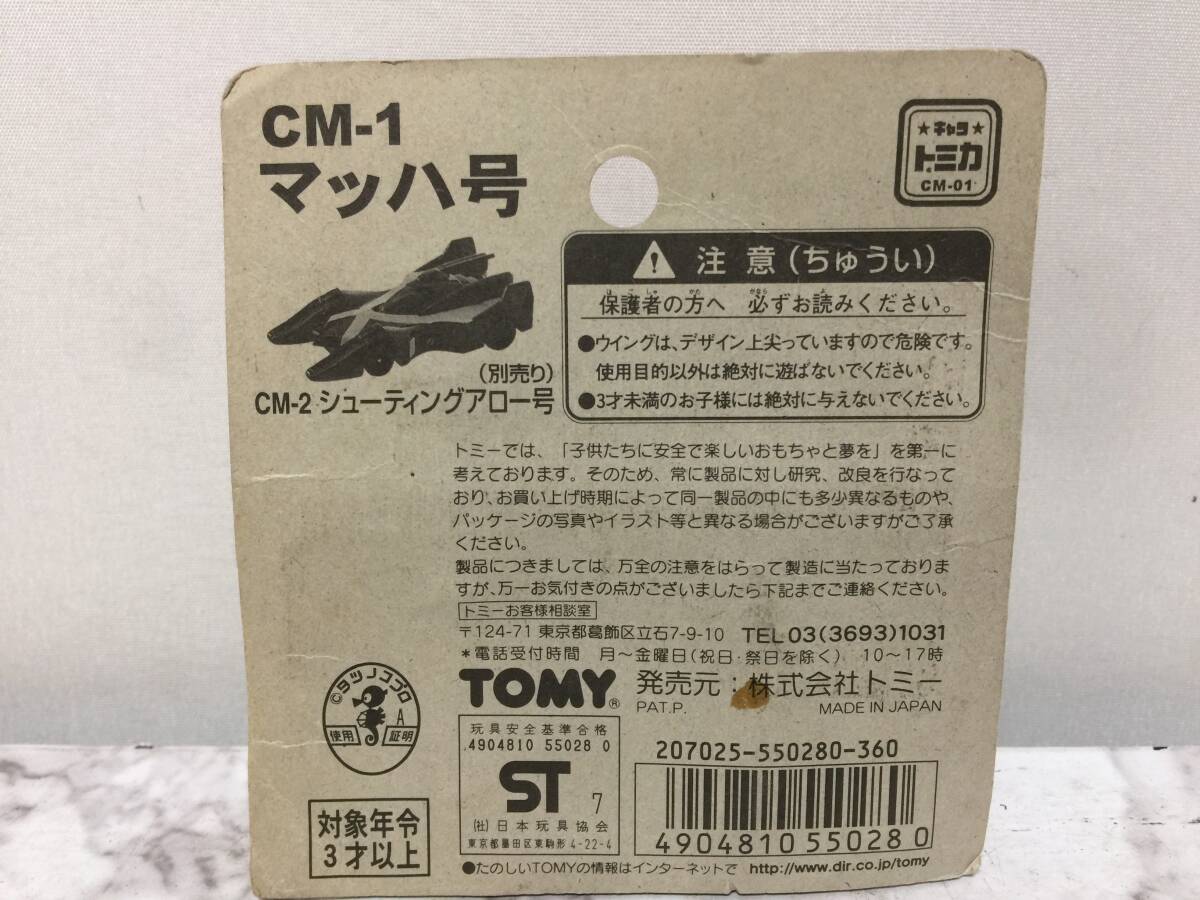 CM-1
マッハ号
★キャラ★
トミカ
CM-01
(別売り)
CM-2 シューティングアロー号
注 意(ちゅうい)
保護者の方へ 必ずお読みください。
●ウイングは、デザイン上尖っていますので危険です。
使用目的以外は絶対に遊ばないでください。
●3才未満のお子様には絶対に与えないでください。
トミーでは、「子供たちに安全で楽しいおもちゃと夢を」を第一に
考えております。そのため、常に製品に対し研究、改良を行なって
おり、お買い上げ時期によって同一製品の中にも多少異なるものや、
パッケージの写真やイラスト等と異なる場合がございますがご了承
ください。
製品につきましては、万全の注意をはらって製造に当たっておりま
すが、万一お気付きの点がございましたら下記までご連絡ください。
トミーお客様相談室
〒124-71 東京都葛飾区立石7-9-10 TEL 03(3693)1031
*電話受付時間 月〜金曜日(祝日・祭日を除く) 10〜17時
TOMY® 発売元:株式会社トミー
PAT.P. MADE IN JAPAN
©タツノコプロ
A
使用 証明
対象年令
3才以上
玩具安全基準合格
4904810 55028 0
ST 7
(社)日本玩具協会
東京都墨田区東駒形 4-22-4
207025-550280-360
4904810 550280
●たのしいTOMYの情報はインターネットで http://www.dir.co.jp/tomy